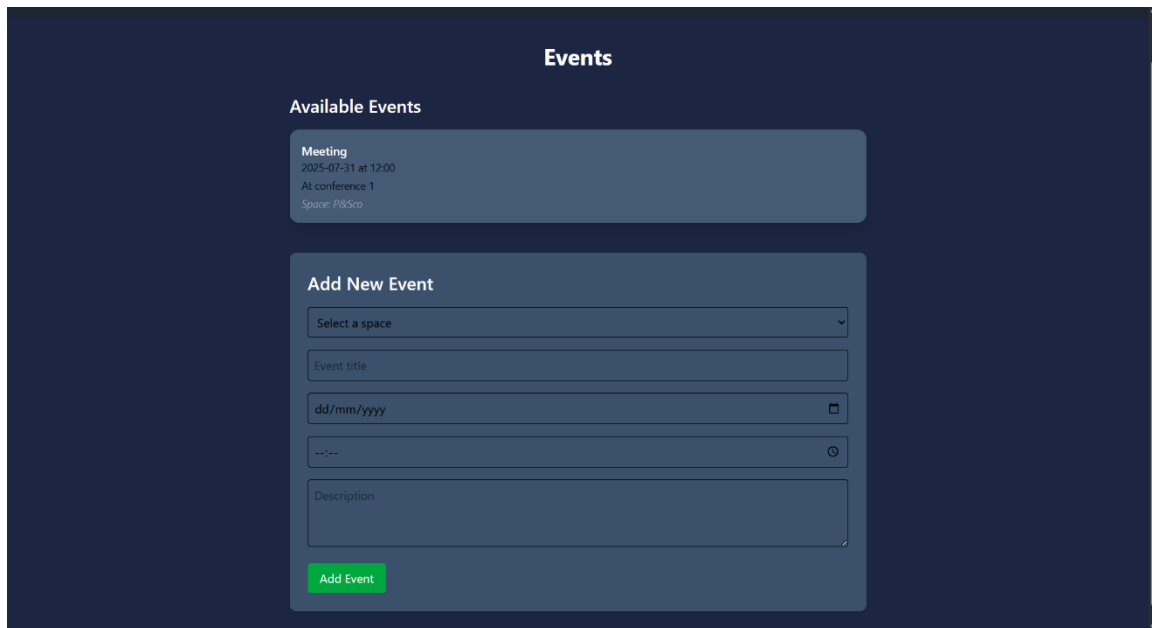 Events
Available Events
Meeting
2025-07-31 at 12:00
At conference 1
Space: P&Sco
Add New Event
Select a space
Event title
dd/mm/yyyy
--:--
Description
Add Event